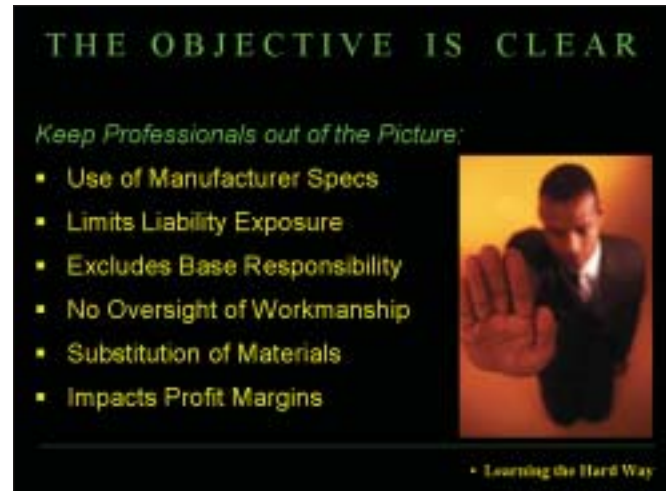 THE OBJECTIVE IS CLEAR
Keep Professionals out of the Picture:
▪ Use of Manufacturer Specs
▪ Limits Liability Exposure
▪ Excludes Base Responsibility
▪ No Oversight of Workmanship
▪ Substitution of Materials
▪ Impacts Profit Margins
• Learning the Hard Way